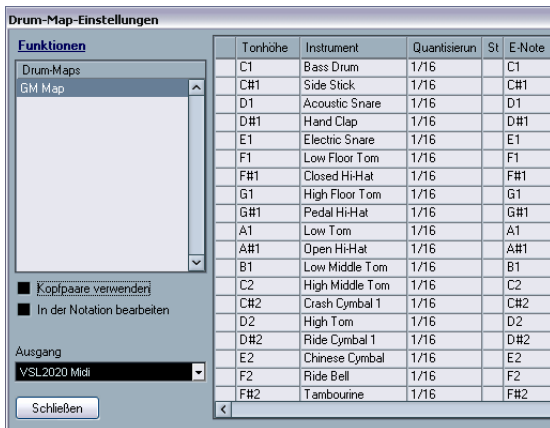 Drum-Map-Einstellungen
Funktionen
Drum-Maps
GM Map
Kopfpaare verwenden
In der Notation bearbeiten
Ausgang
VSL2020 Midi
Schließen
Tonhöhe Instrument Quantisierun St E-Note
C1 Bass Drum 1/16 C1
C#1 Side Stick 1/16 C#1
D1 Acoustic Snare 1/16 D1
D#1 Hand Clap 1/16 D#1
E1 Electric Snare 1/16 E1
F1 Low Floor Tom 1/16 F1
F#1 Closed Hi-Hat 1/16 F#1
G1 High Floor Tom 1/16 G1
G#1 Pedal Hi-Hat 1/16 G#1
A1 Low Tom 1/16 A1
A#1 Open Hi-Hat 1/16 A#1
B1 Low Middle Tom 1/16 B1
C2 High Middle Tom 1/16 C2
C#2 Crash Cymbal 1 1/16 C#2
D2 High Tom 1/16 D2
D#2 Ride Cymbal 1 1/16 D#2
E2 Chinese Cymbal 1/16 E2
F2 Ride Bell 1/16 F2
F#2 Tambourine 1/16 F#2